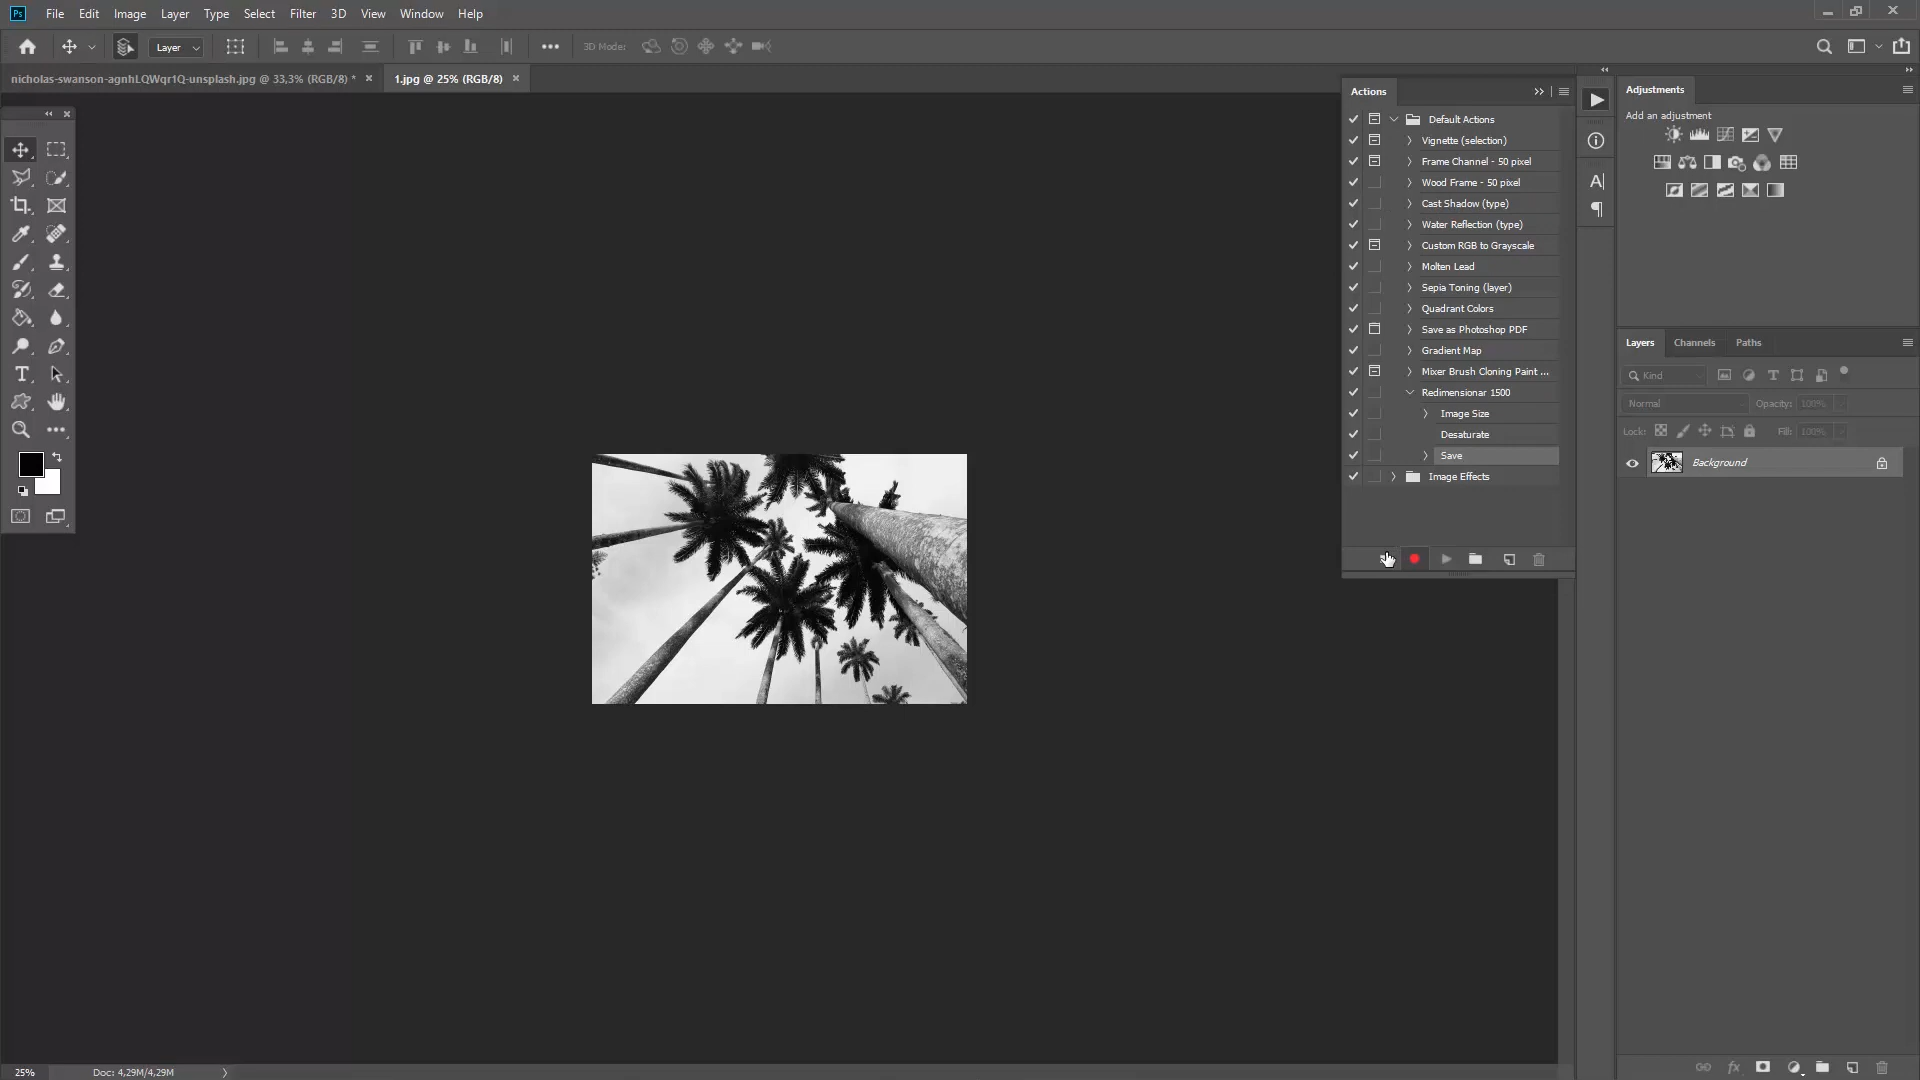 Ps File Edit Image Layer Type Select Filter 3D View Window Help
Layer 3D Mode:
nicholas-swanson-agnhLQWqr1Q-unsplash.jpg @ 33,3% (RGB/8) * 1.jpg @ 25% (RGB/8)
Actions
Default Actions
Vignette (selection)
Frame Channel - 50 pixel
Wood Frame - 50 pixel
Cast Shadow (type)
Water Reflection (type)
Custom RGB to Grayscale
Molten Lead
Sepia Toning (layer)
Quadrant Colors
Save as Photoshop PDF
Gradient Map
Mixer Brush Cloning Paint ...
Redimensionar 1500
Image Size
Desaturate
Save
Image Effects
Adjustments
Add an adjustment
Layers Channels Paths
Kind
Normal Opacity: 100%
Lock: Fill: 100%
Background
25% Doc: 4,29M/4,29M